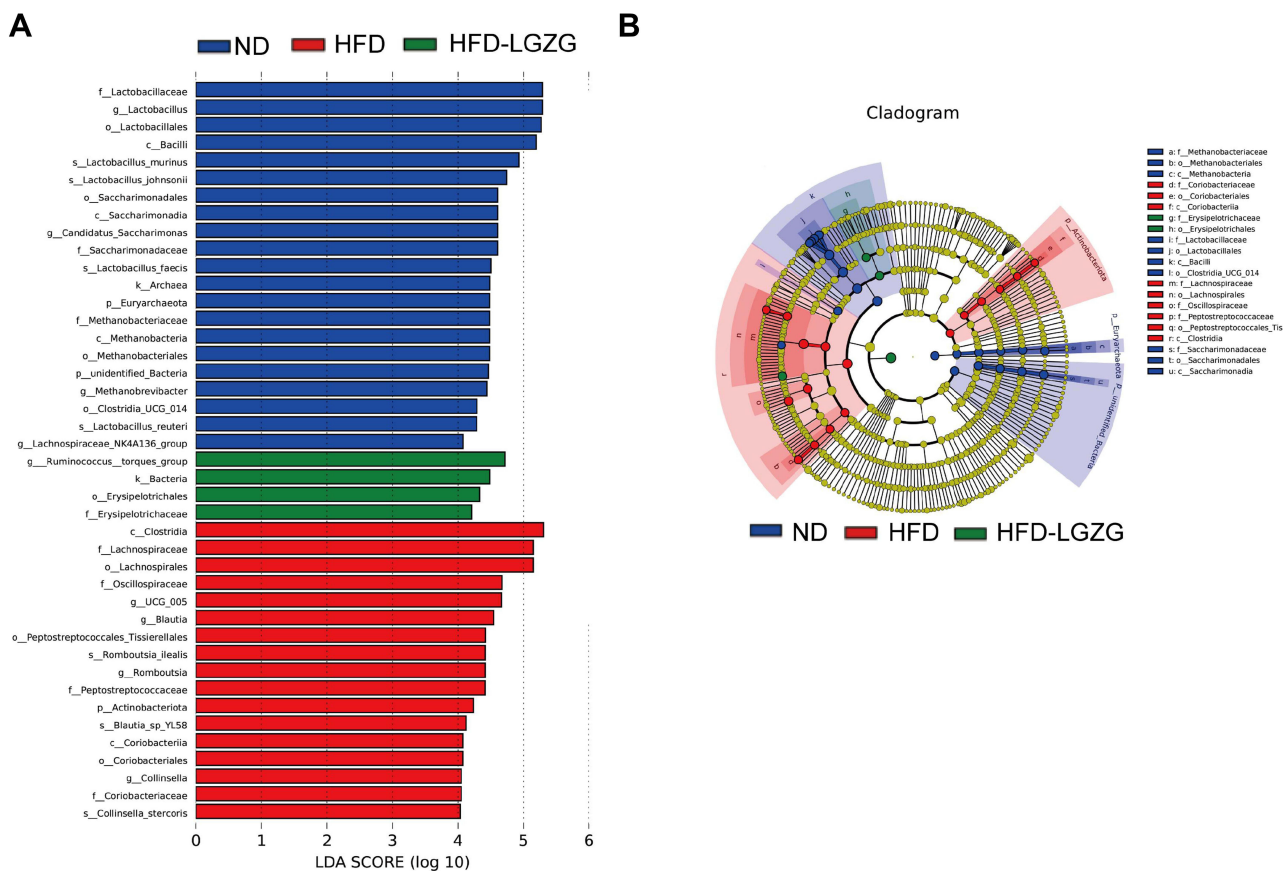 A
ND HFD HFD-LGZG
f__Lactobacillaceae
g__Lactobacillus
o__Lactobacillales
c__Bacilli
s__Lactobacillus_murinus
s__Lactobacillus_johnsonii
o__Saccharimonadales
c__Saccharimonadia
g__Candidatus_Saccharimonas
f__Saccharimonadaceae
s__Lactobacillus_faecis
k__Archaea
p__Euryarchaeota
f__Methanobacteriaceae
c__Methanobacteria
o__Methanobacteriales
p__unidentified_Bacteria
g__Methanobrevibacter
o__Clostridia_UCG_014
s__Lactobacillus_reuteri
g__Lachnospiraceae_NK4A136_group
g___Ruminococcus__torques_group
k__Bacteria
o__Erysipelotrichales
f__Erysipelotrichaceae
c__Clostridia
f__Lachnospiraceae
o__Lachnospirales
f__Oscillospiraceae
g__UCG_005
g__Blautia
o__Peptostreptococcales_Tissierellales
s__Romboutsia_ilealis
g__Romboutsia
f__Peptostreptococcaceae
p__Actinobacteriota
s__Blautia_sp_YL58
c__Coriobacteriia
o__Coriobacteriales
g__Collinsella
f__Coriobacteriaceae
s__Collinsella_stercoris
0 1 2 3 4 5 6
LDA SCORE (log 10)
B
Cladogram
k
h
j
g
i
l
n
m
r
o
q
p
p__Actinobacteriota
f
e
d
p__Euryarchaeota
a b c
s t u
p__unidentified_Bacteria
a: f__Methanobacteriaceae
b: o__Methanobacteriales
c: c__Methanobacteria
d: f__Coriobacteriaceae
e: o__Coriobacteriales
f: c__Coriobacteriia
g: f__Erysipelotrichaceae
h: o__Erysipelotrichales
i: f__Lactobacillaceae
j: o__Lactobacillales
k: c__Bacilli
l: o__Clostridia_UCG_014
m: f__Lachnospiraceae
n: o__Lachnospirales
o: f__Oscillospiraceae
p: f__Peptostreptococcaceae
q: o__Peptostreptococcales_Tis
r: c__Clostridia
s: f__Saccharimonadaceae
t: o__Saccharimonadales
u: c__Saccharimonadia
ND HFD HFD-LGZG